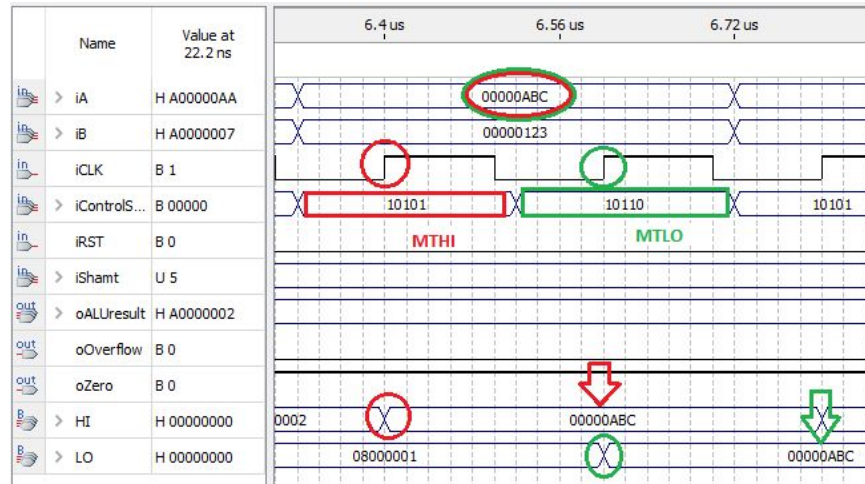 Name
Value at
22.2 ns
6.4 us
6.56 us
6.72 us
iA
H A00000AA
00000ABC
iB
H A0000007
00000123
iCLK
B 1
iControlS...
B 00000
10101
10110
10101
iRST
B 0
MTHI
MTLO
iShamt
U 5
oALUresult
H A0000002
oOverflow
B 0
oZero
B 0
HI
H 00000000
0002
00000ABC
LO
H 00000000
08000001
00000ABC